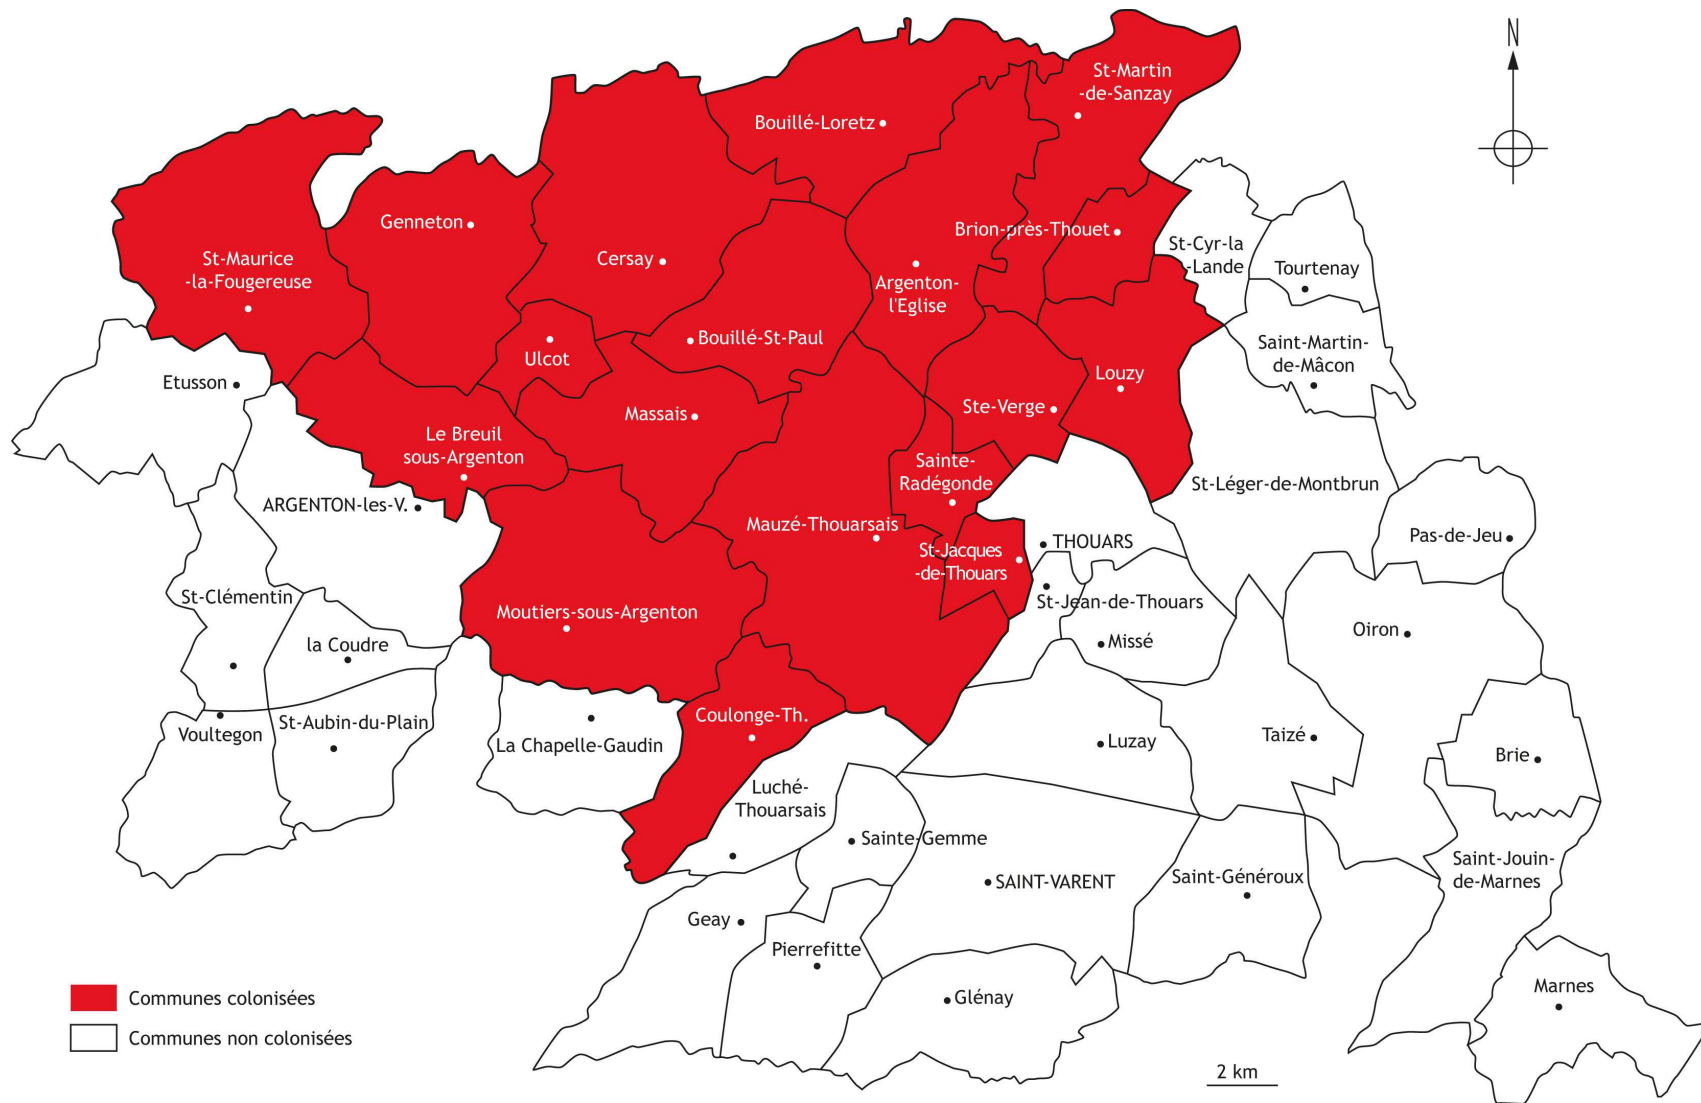 N
St-Martin
-de-Sanzay
Bouillé-Loretz
Genneton
Brion-près-Thouet
St-Maurice
-la-Fougereuse
Cersay
St-Cyr-la
-Lande
Tourtenay
Argenton-
l'Eglise
Ulcot
Bouillé-St-Paul
Saint-Martin-
de-Mâcon
Etusson
Louzy
Massais
Ste-Verge
Le Breuil
sous-Argenton
Sainte-
Radégonde
St-Léger-de-Montbrun
ARGENTON-les-V.
Mauzé-Thouarsais
THOUARS
Pas-de-Jeu
St-Jacques
-de-Thouars
St-Clémentin
Moutiers-sous-Argenton
St-Jean-de-Thouars
Oiron
la Coudre
Missé
Coulonge-Th.
Voultegon
St-Aubin-du-Plain
La Chapelle-Gaudin
Luzay
Taizé
Brie
Luché-
Thouarsais
Sainte-Gemme
Saint-Jouin-
de-Marnes
SAINT-VARENT
Saint-Généroux
Geay
Pierrefitte
Marnes
Glénay
Communes colonisées
Communes non colonisées
2 km